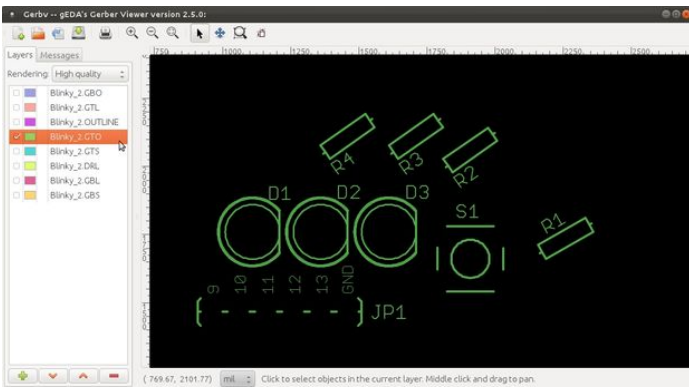 Gerbv -- gEDA's Gerber Viewer version 2.5.0:
Layers Messages
Rendering: High quality
Blinky_2.GBO
Blinky_2.GTL
Blinky_2.OUTLINE
Blinky_2.GTO
Blinky_2.GTS
Blinky_2.DRL
Blinky_2.GBL
Blinky_2.GBS
750 1000 1250 1500 1750 2000 2250 2500
R4 R3 R2
D1 D2 D3
S1
R1
9 10 11 12 13 GND
JP1
( 769.67, 2101.77) mil Click to select objects in the current layer. Middle click and drag to pan.